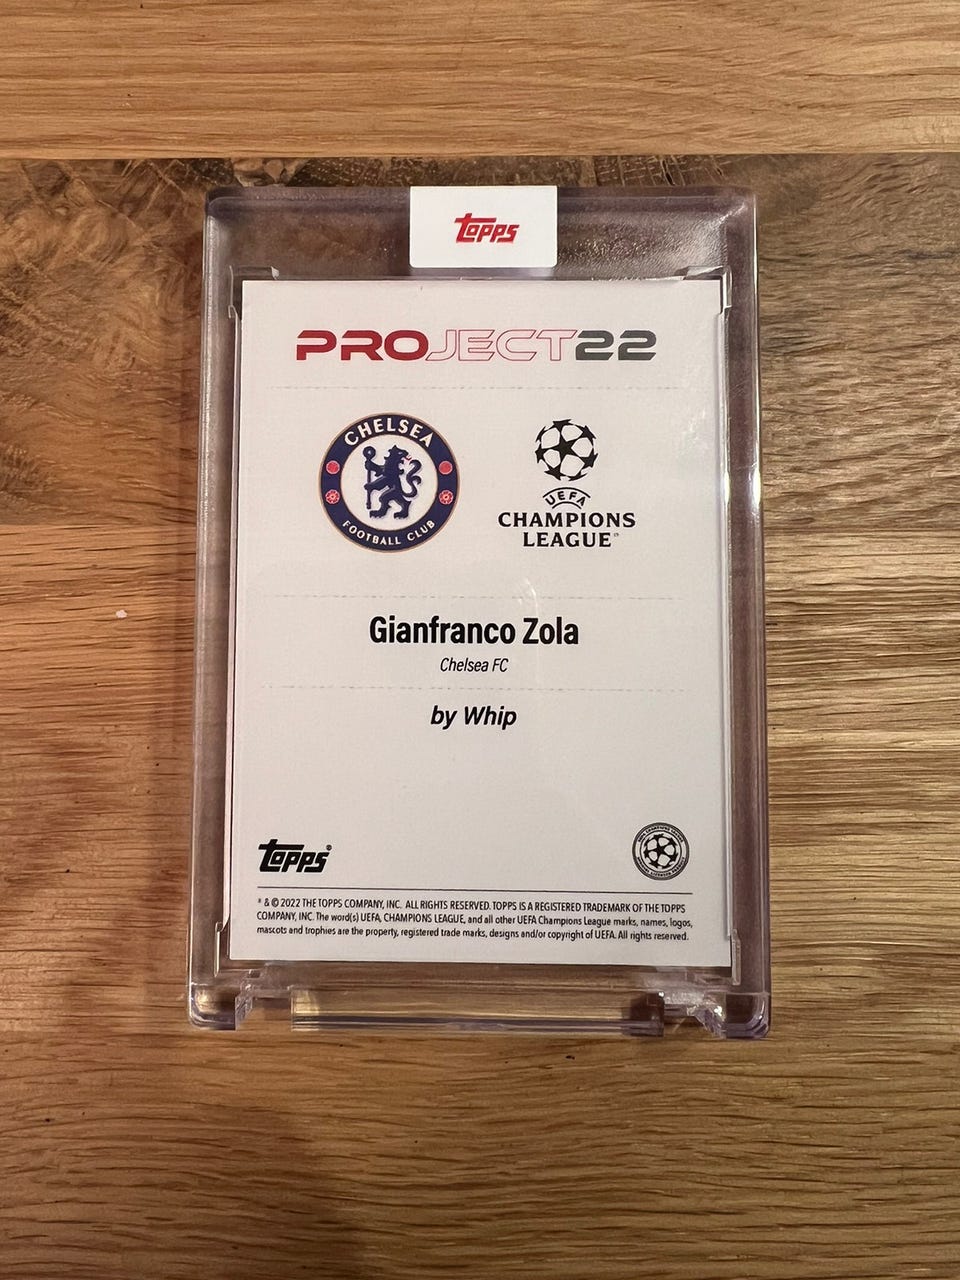 Topps
PROJECT22
CHELSEA
FOOTBALL CLUB
UEFA
CHAMPIONS
LEAGUE
Gianfranco Zola
Chelsea FC
by Whip
Topps®
* & © 2022 THE TOPPS COMPANY, INC. ALL RIGHTS RESERVED. TOPPS IS A REGISTERED TRADEMARK OF THE TOPPS
COMPANY, INC. The word(s) UEFA, CHAMPIONS LEAGUE, and all other UEFA Champions League marks, names, logos,
mascots and trophies are the property, registered trade marks, designs and/or copyright of UEFA. All rights reserved.